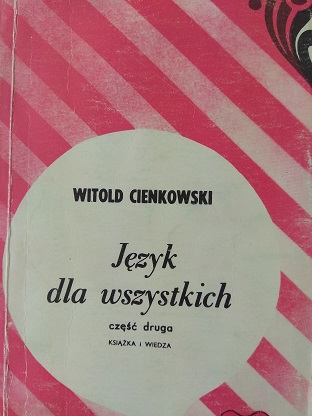 WITOLD CIENKOWSKI
Język
dla wszystkich
część druga
KSIĄŻKA I WIEDZA